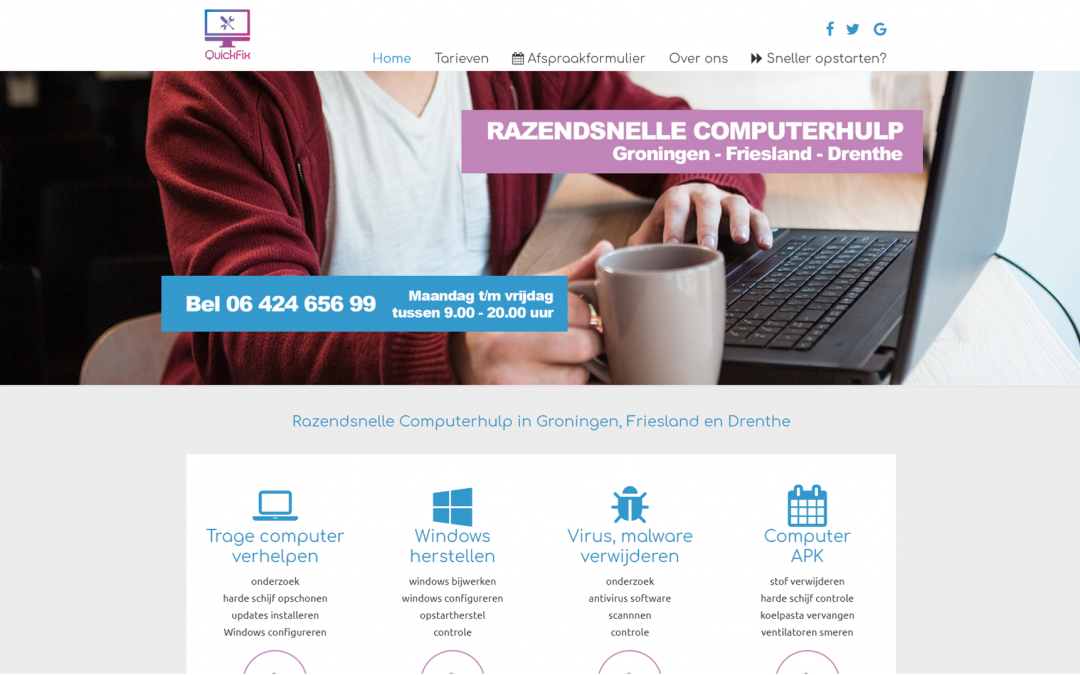 QuickFix
Home
Tarieven
Afspraakformulier
Over ons
Sneller opstarten?
RAZENDSNELLE COMPUTERHULP
Groningen - Friesland - Drenthe
Bel 06 424 656 99
Maandag t/m vrijdag
tussen 9.00 - 20.00 uur
Razendsnelle Computerhulp in Groningen, Friesland en Drenthe
Trage computer
verhelpen
onderzoek
harde schijf opschonen
updates installeren
Windows configureren
Windows
herstellen
windows bijwerken
windows configureren
opstartherstel
controle
Virus, malware
verwijderen
onderzoek
antivirus software
scannnen
controle
Computer
APK
stof verwijderen
harde schijf controle
koelpasta vervangen
ventilatoren smeren